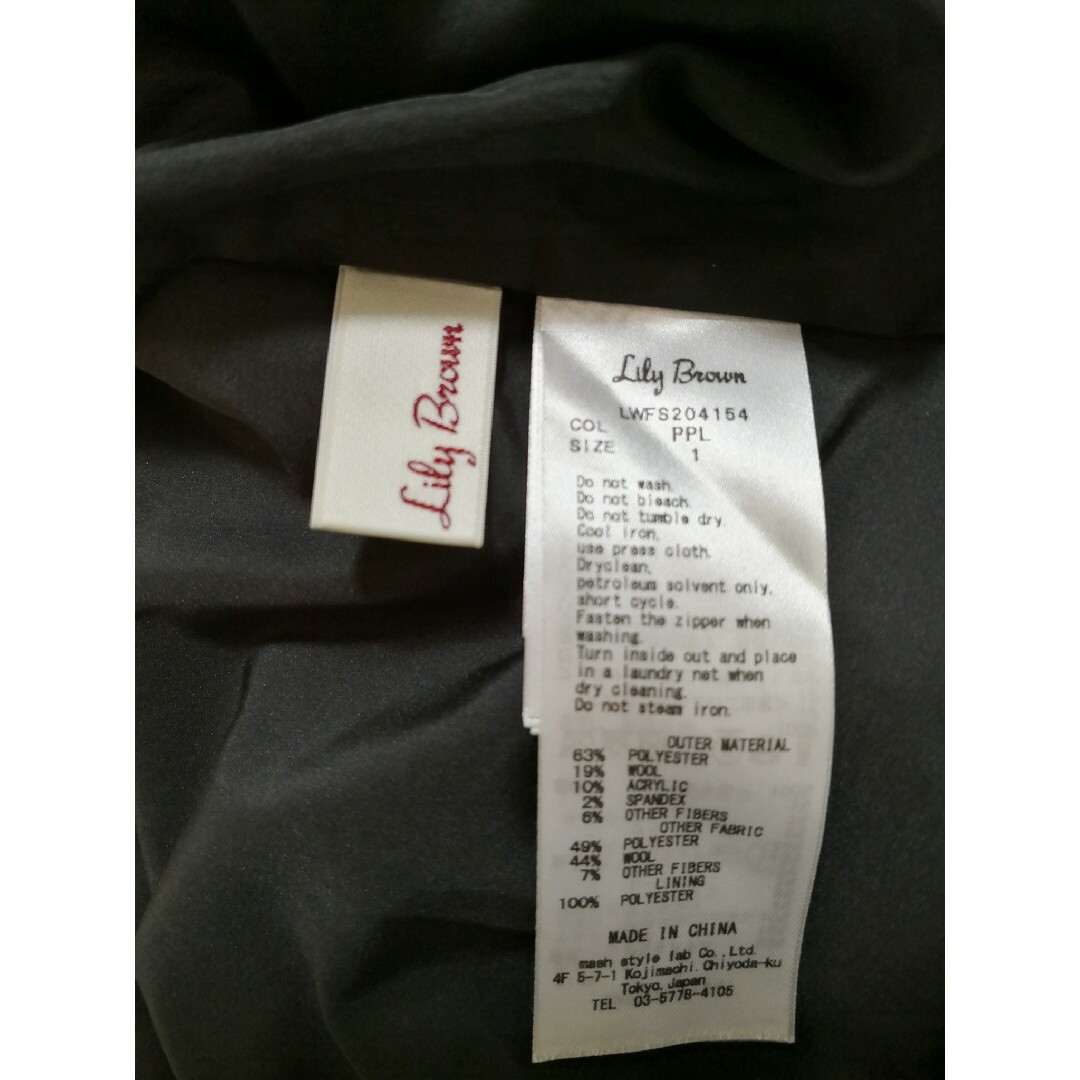 Lily Brown
Lily Brown
LWFS204154
COL PPL
SIZE 1
Do not wash.
Do not bleach.
Do not tumble dry.
Cool iron.
use press cloth.
Dryclean.
petroleum solvent only.
short cycle.
Fasten the zipper when
washing.
Turn inside out and place
in a laundry net when
dry cleaning.
Do not steam iron.
OUTER MATERIAL
63% POLYESTER
19% WOOL
10% ACRYLIC
2% SPANDEX
6% OTHER FIBERS
OTHER FABRIC
49% POLYESTER
44% WOOL
7% OTHER FIBERS
LINING
100% POLYESTER
MADE IN CHINA
mash style lab Co.,Ltd.
4F 5-7-1 Kojimachi.Chiyoda-ku
Tokyo.Japan
TEL 03-5778-4105